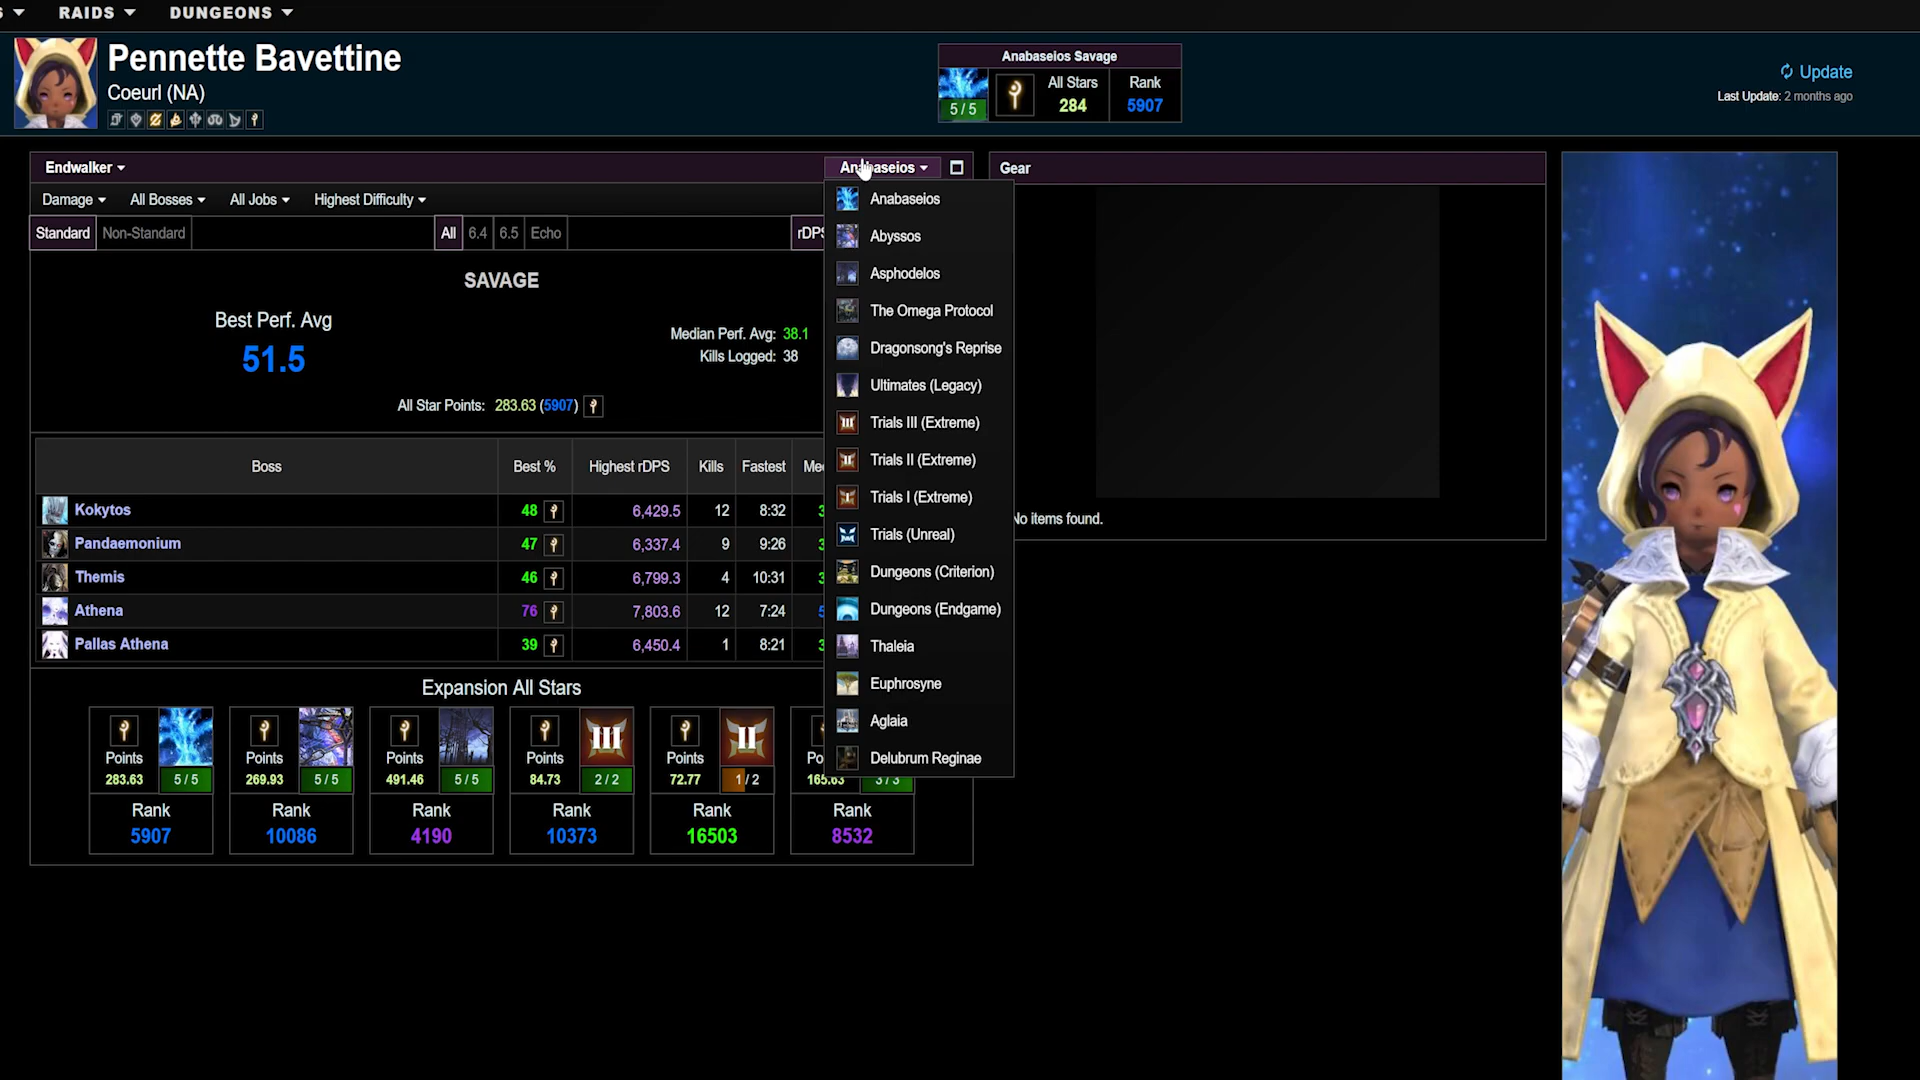 RAIDS
DUNGEONS
Pennette Bavettine
Coeurl (NA)
Anabaseios Savage
5 / 5
All Stars
284
Rank
5907
Update
Last Update: 2 months ago
Endwalker
Anabaseios
Gear
Damage
All Bosses
All Jobs
Highest Difficulty
Standard
Non-Standard
All
6.4
6.5
Echo
SAVAGE
Best Perf. Avg
51.5
Median Perf. Avg: 38.1
Kills Logged: 38
All Star Points: 283.63 (5907)
Boss
Best %
Highest rDPS
Kills
Fastest
Kokytos 48 6,429.5 12 8:32
Pandaemonium 47 6,337.4 9 9:26
Themis 46 6,799.3 4 10:31
Athena 76 7,803.6 12 7:24
Pallas Athena 39 6,450.4 1 8:21
Anabaseios
Abyssos
Asphodelos
The Omega Protocol
Dragonsong's Reprise
Ultimates (Legacy)
Trials III (Extreme)
Trials II (Extreme)
Trials I (Extreme)
Trials (Unreal)
Dungeons (Criterion)
Dungeons (Endgame)
Thaleia
Euphrosyne
Aglaia
Delubrum Reginae
No items found.
Expansion All Stars
Points
283.63
5 / 5
Rank
5907
Points
269.93
5 / 5
Rank
10086
Points
491.46
5 / 5
Rank
4190
Points
84.73
III
2 / 2
Rank
10373
Points
72.77
II
1 / 2
Rank
16503
165.63
3 / 3
Rank
8532